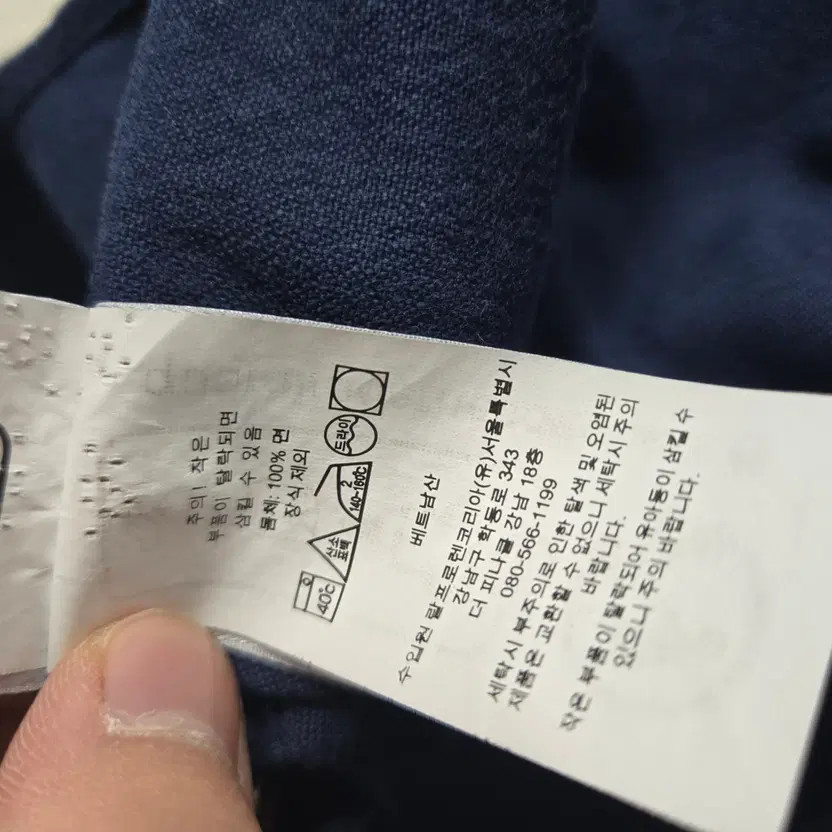 주의! 작은
부품이 탈락되면
삼킬 수 있음
몸체: 100% 면
장식 제외
40℃
산소
표백
2
140~160℃
드라이
베트남산
수입원 랄프로렌코리아(유)서울특별시
강남구 학동로 343
더 피나클 강남 18층
080-566-1199
세탁시 부주의로 인한 탈색 및 오염된
제품은 교환할 수 없으니 세탁시 주의
바랍니다.
작은 부품이 탈락되어 유아동이 삼킬수
있으니 주의 바랍니다.